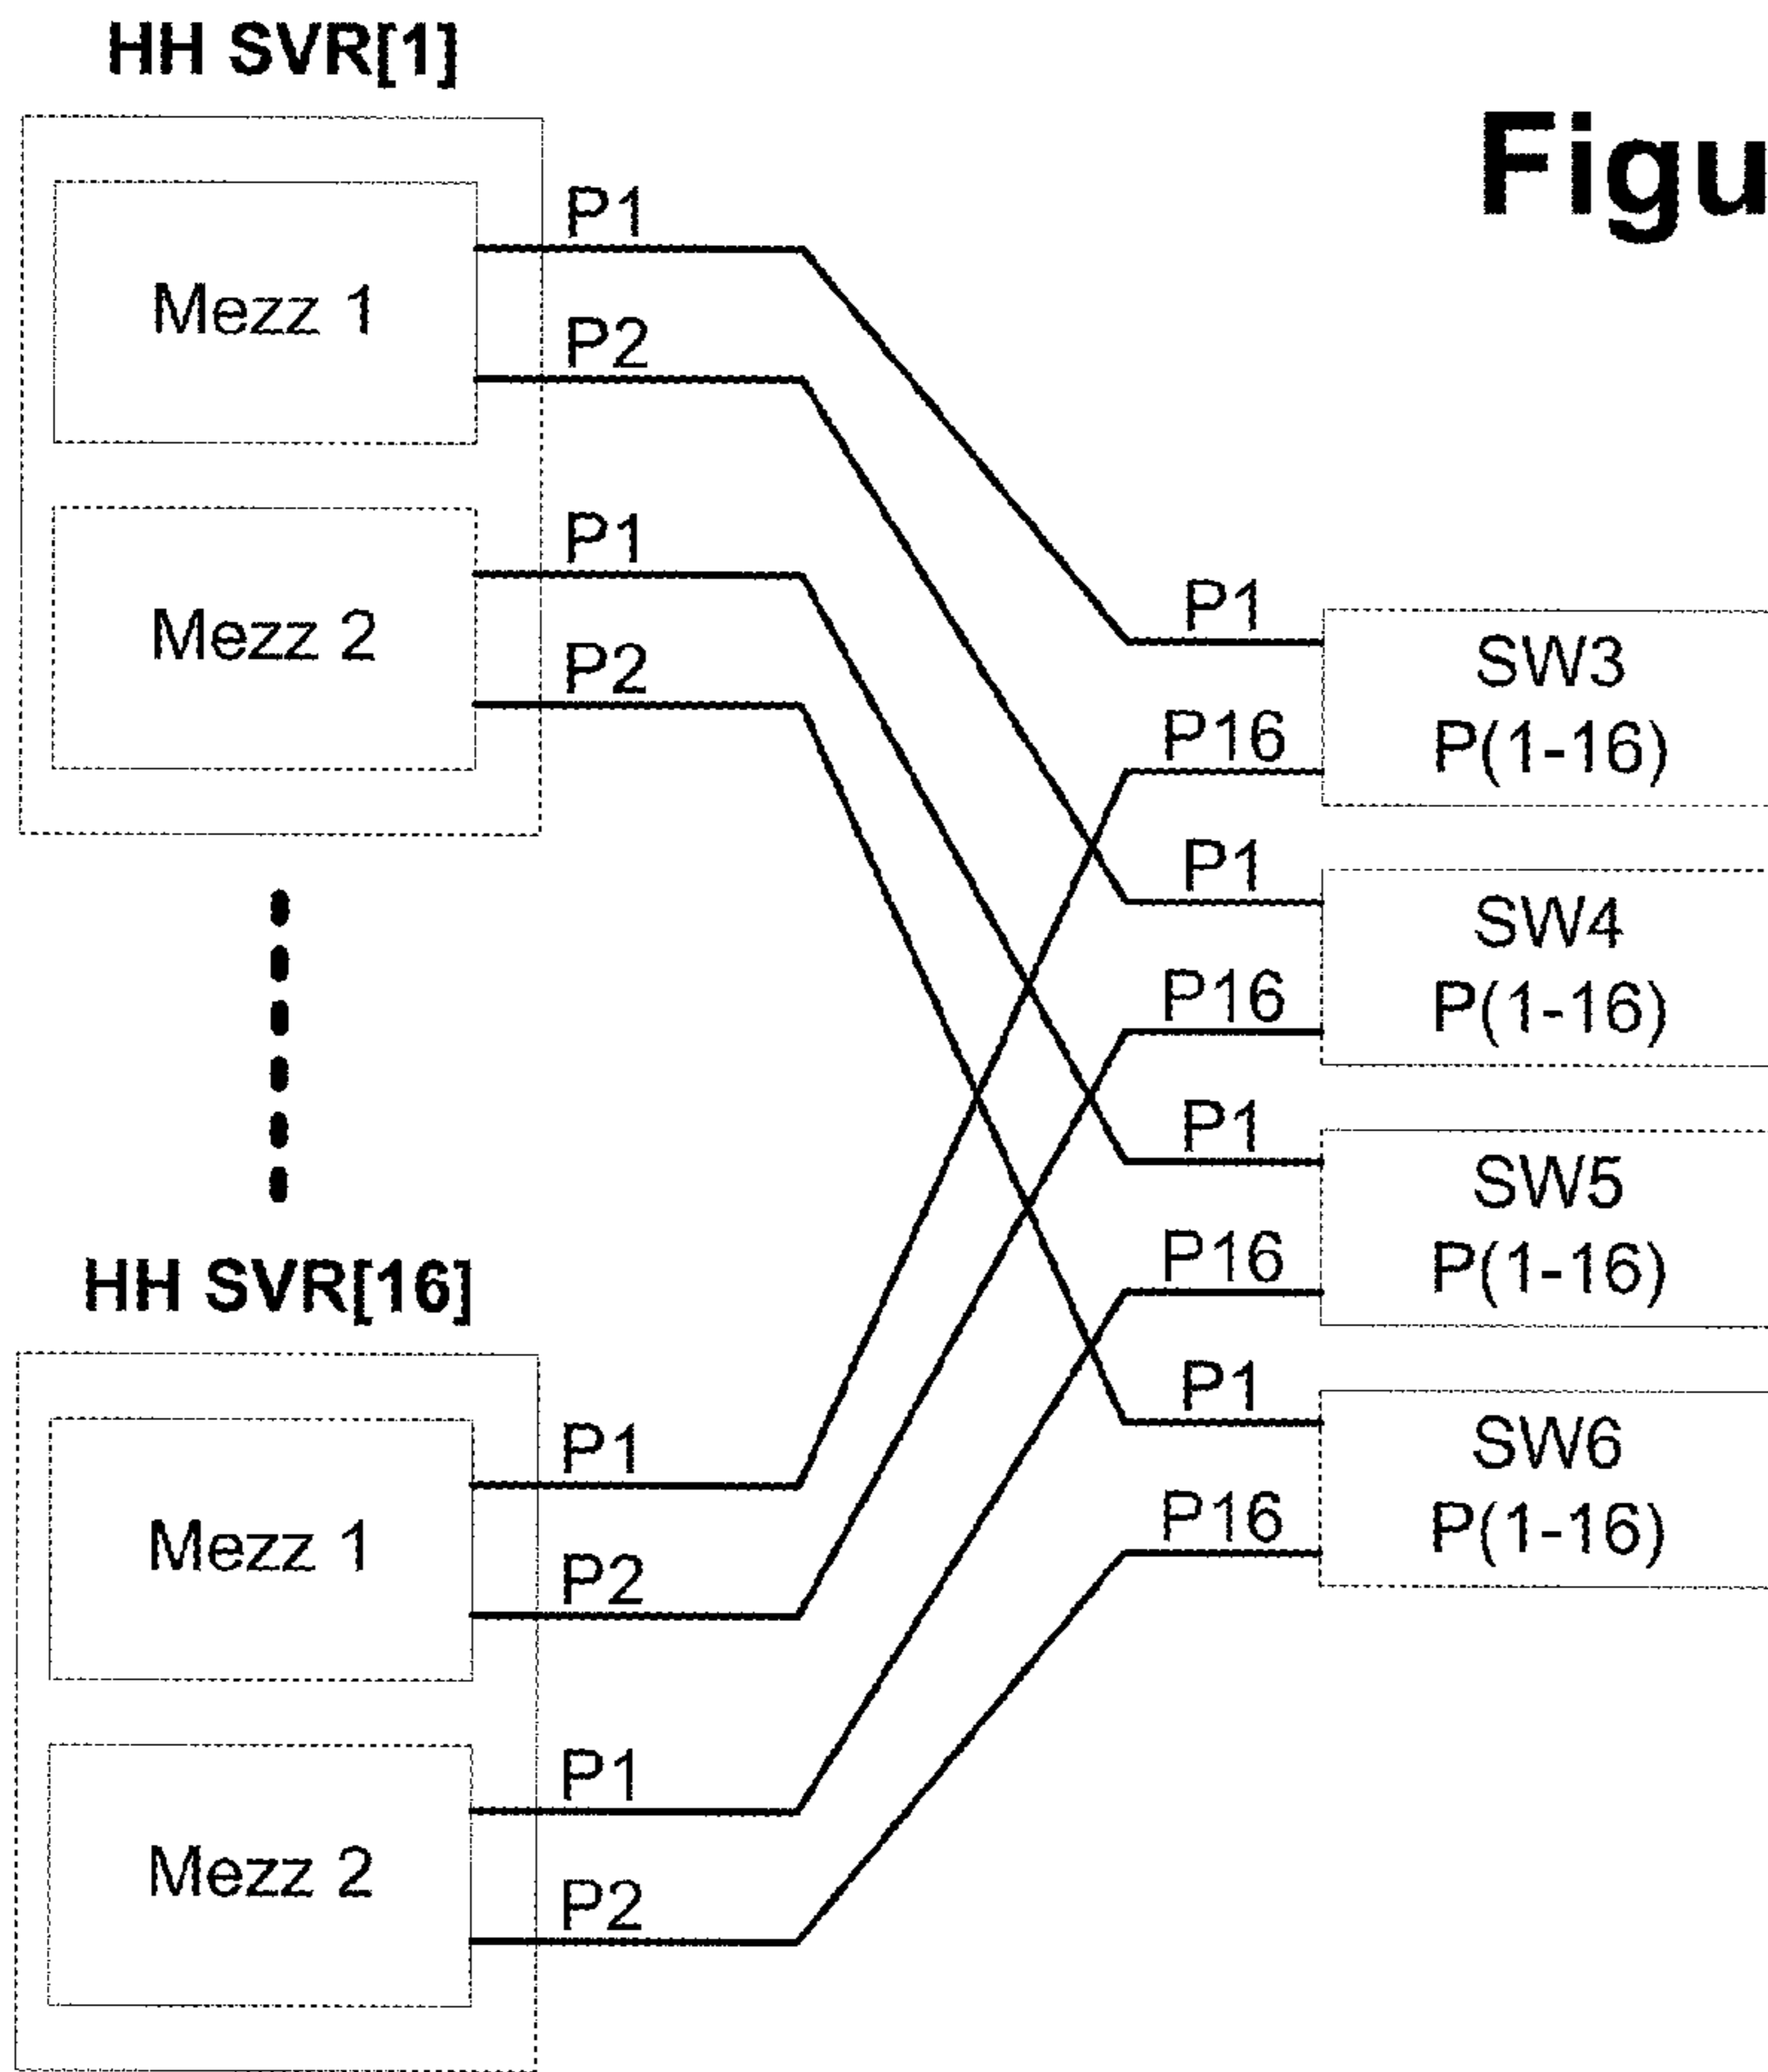 HH SVR[1]
Figu
Mezz 1
P1
P2
Mezz 2
P1
P2
P1
SW3
P16
P(1-16)
P1
SW4
P16
P(1-16)
P1
SW5
P16
P(1-16)
P1
SW6
P16
P(1-16)
HH SVR[16]
Mezz 1
P1
P2
Mezz 2
P1
P2